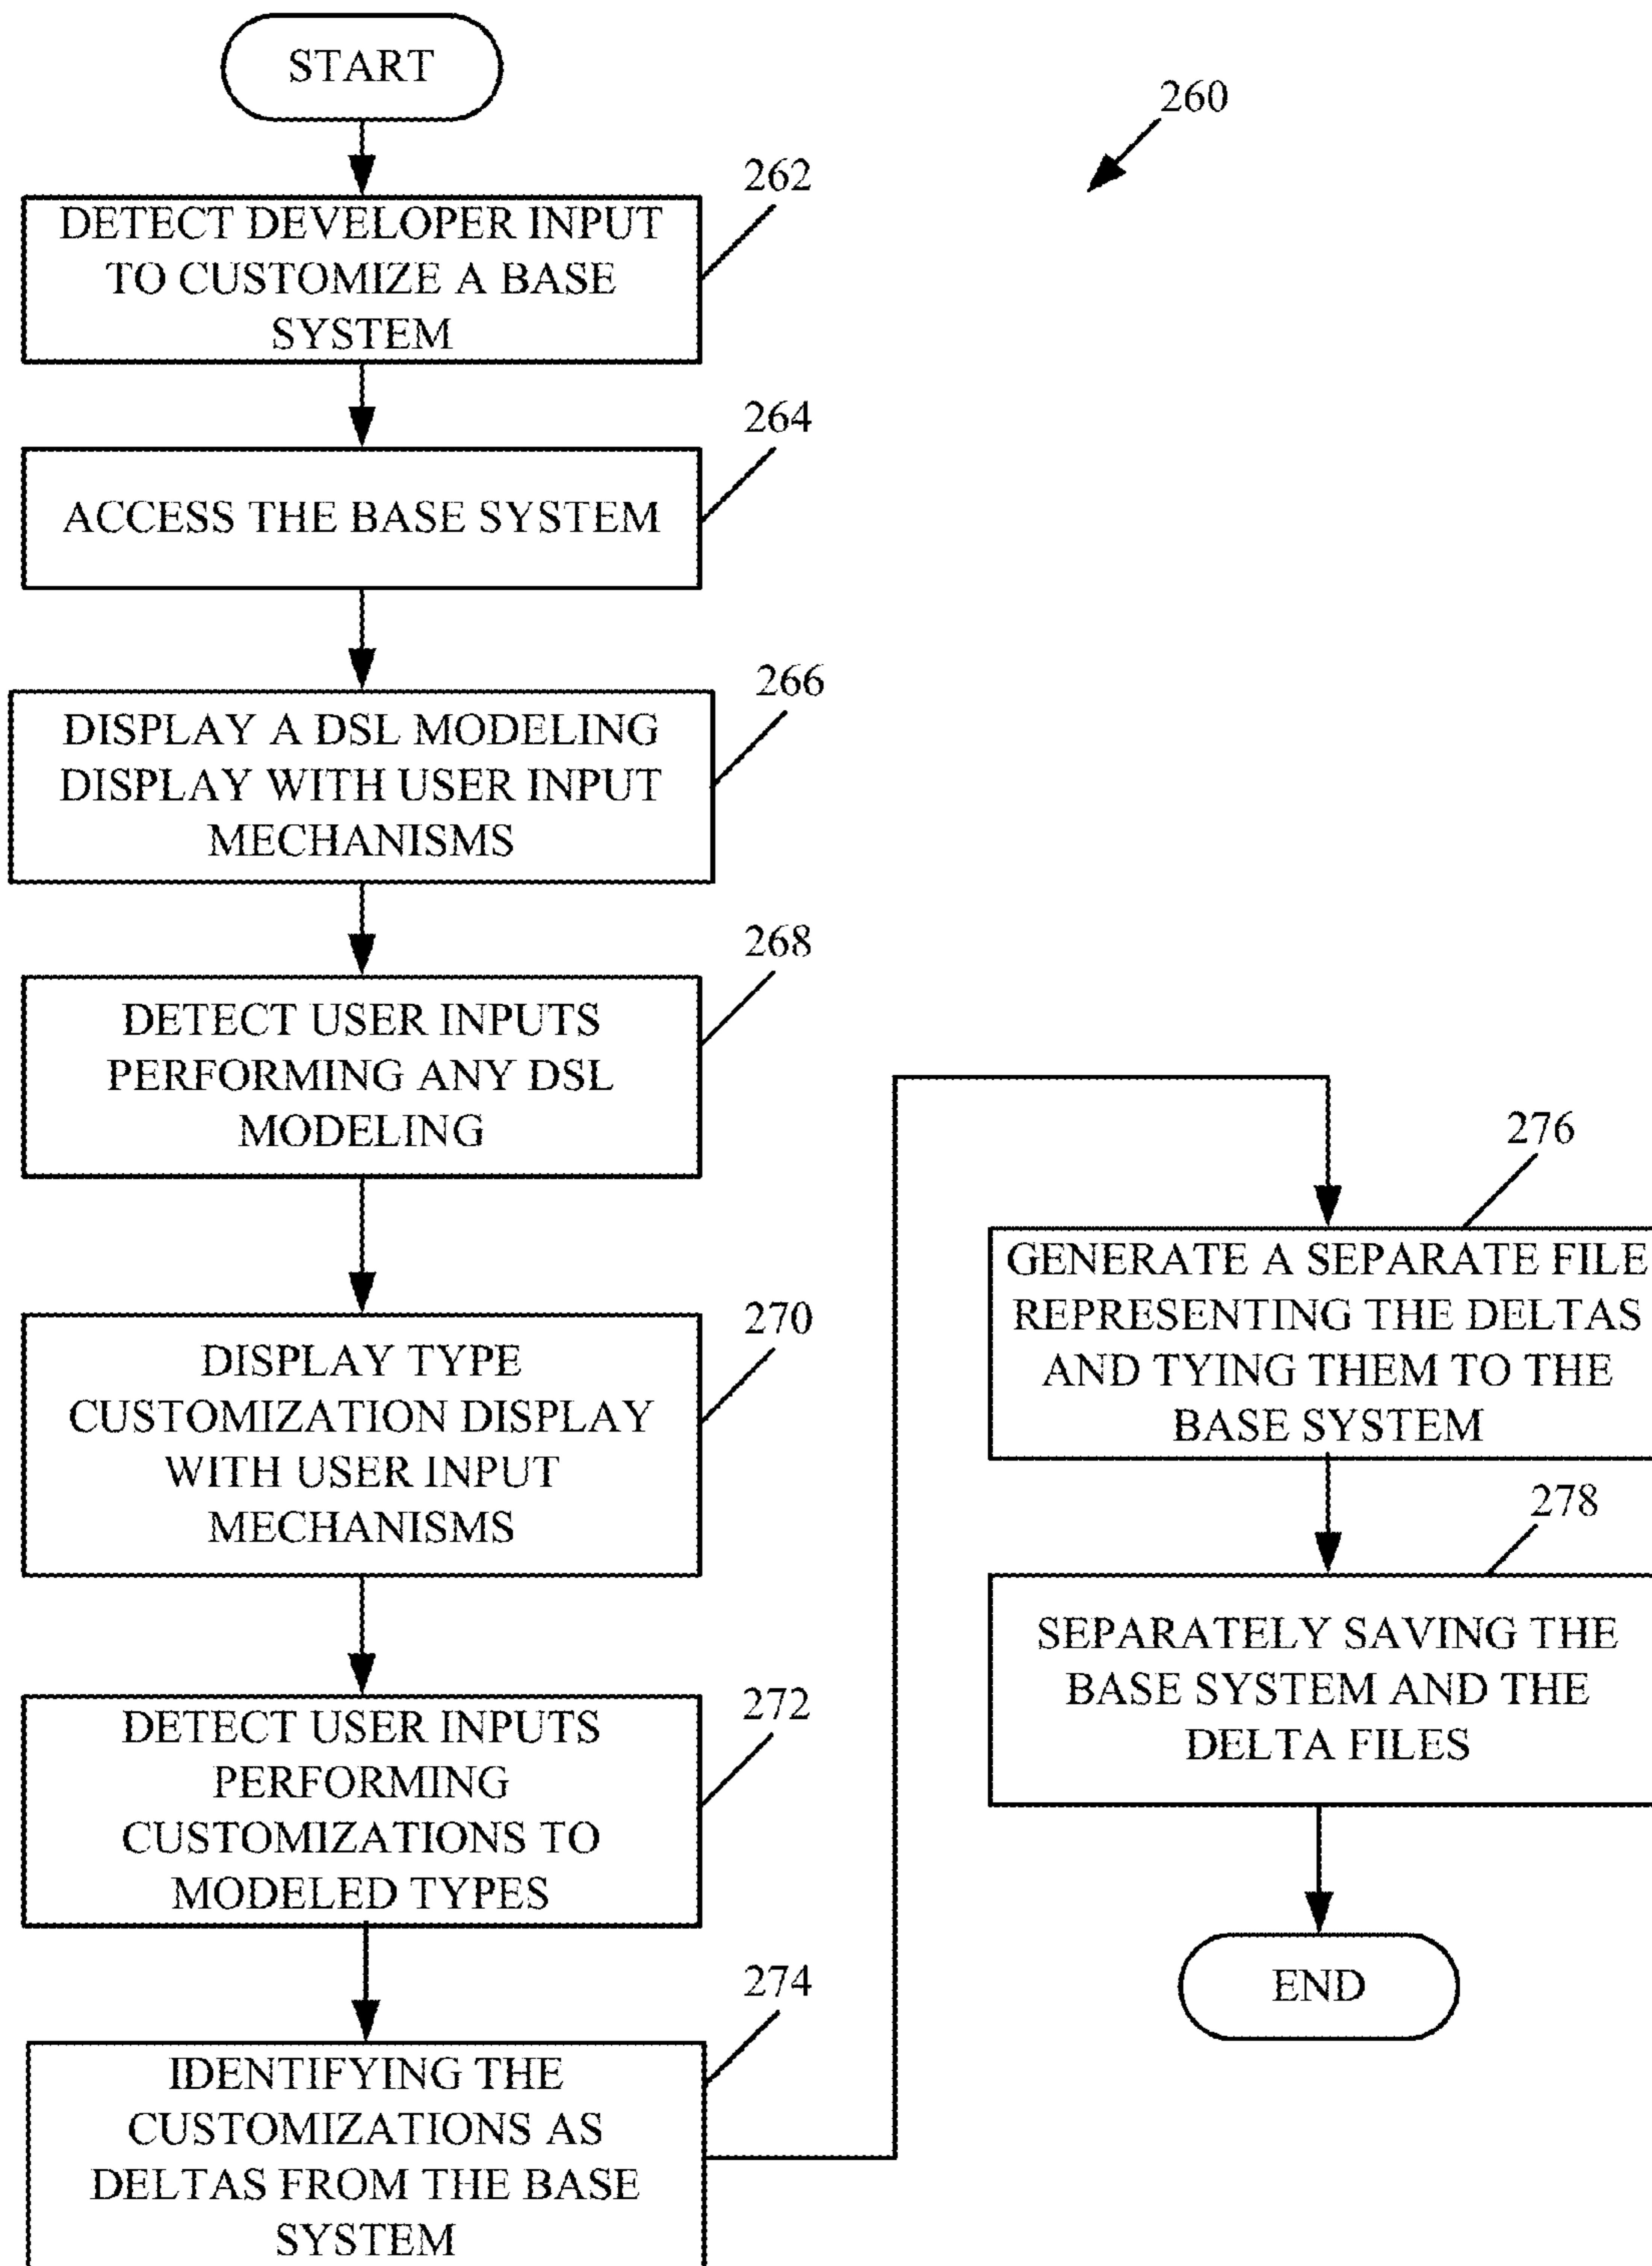 START
260
262
DETECT DEVELOPER INPUT
TO CUSTOMIZE A BASE
SYSTEM
264
ACCESS THE BASE SYSTEM
266
DISPLAY A DSL MODELING
DISPLAY WITH USER INPUT
MECHANISMS
268
DETECT USER INPUTS
PERFORMING ANY DSL
MODELING
270
DISPLAY TYPE
CUSTOMIZATION DISPLAY
WITH USER INPUT
MECHANISMS
272
DETECT USER INPUTS
PERFORMING
CUSTOMIZATIONS TO
MODELED TYPES
274
IDENTIFYING THE
CUSTOMIZATIONS AS
DELTAS FROM THE BASE
SYSTEM
276
GENERATE A SEPARATE FILE
REPRESENTING THE DELTAS
AND TYING THEM TO THE
BASE SYSTEM
278
SEPARATELY SAVING THE
BASE SYSTEM AND THE
DELTA FILES
END